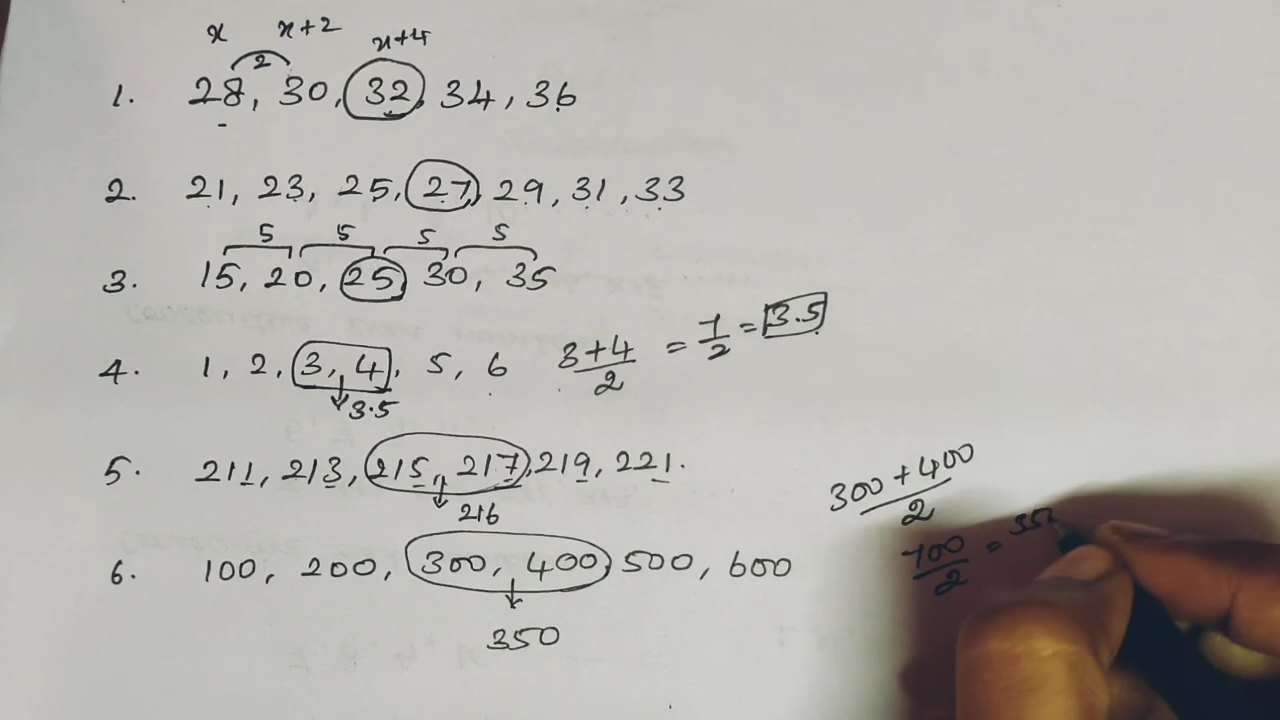 x x+2 x+4
2
1. 28, 30, 32, 34, 36
2. 21, 23, 25, 27, 29, 31, 33
5 5 5 5
3. 15, 20, 25, 30, 35
4. 1, 2, 3, 4, 5, 6 3+4/2 = 7/2 = 3.5
3.5
5. 211, 213, 215, 217, 219, 221.
216
300+400/2
700/2 = 35
6. 100, 200, 300, 400, 500, 600
350